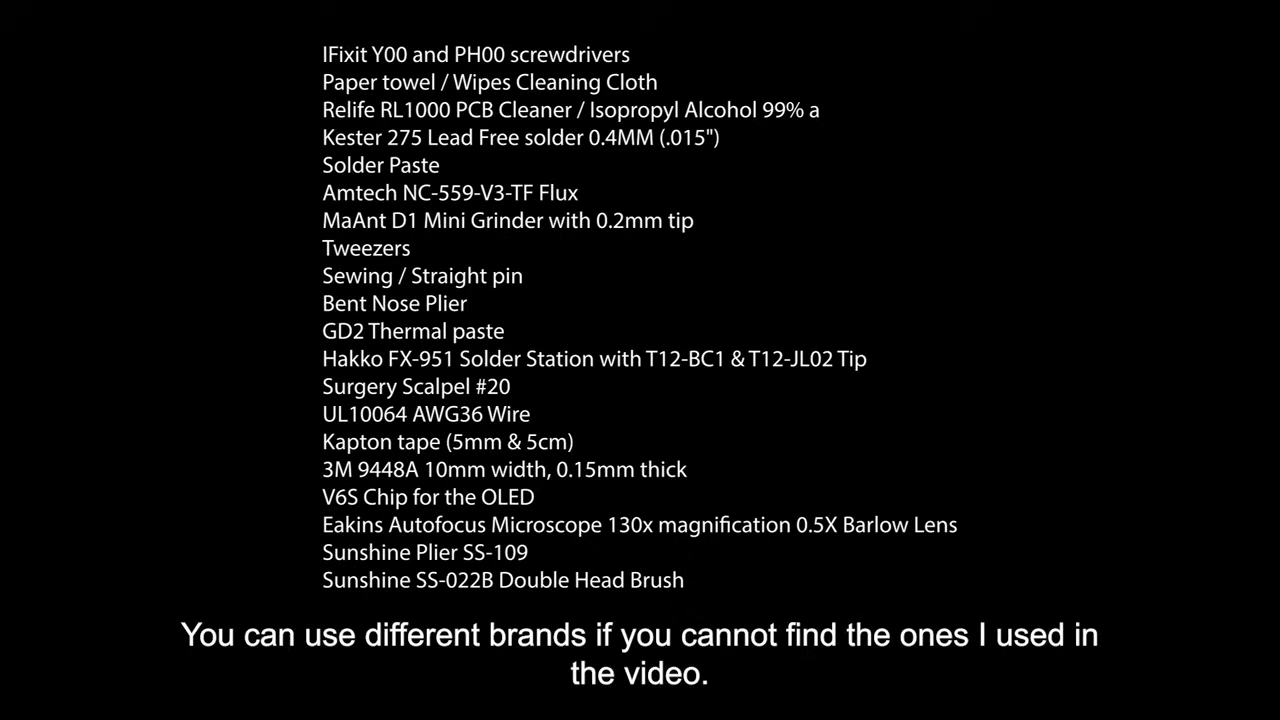 IFixit Y00 and PH00 screwdrivers
Paper towel / Wipes Cleaning Cloth
Relife RL1000 PCB Cleaner / Isopropyl Alcohol 99% a
Kester 275 Lead Free solder 0.4MM (.015")
Solder Paste
Amtech NC-559-V3-TF Flux
MaAnt D1 Mini Grinder with 0.2mm tip
Tweezers
Sewing / Straight pin
Bent Nose Plier
GD2 Thermal paste
Hakko FX-951 Solder Station with T12-BC1 & T12-JL02 Tip
Surgery Scalpel #20
UL10064 AWG36 Wire
Kapton tape (5mm & 5cm)
3M 9448A 10mm width, 0.15mm thick
V6S Chip for the OLED
Eakins Autofocus Microscope 130x magnification 0.5X Barlow Lens
Sunshine Plier SS-109
Sunshine SS-022B Double Head Brush
You can use different brands if you cannot find the ones I used in
the video.